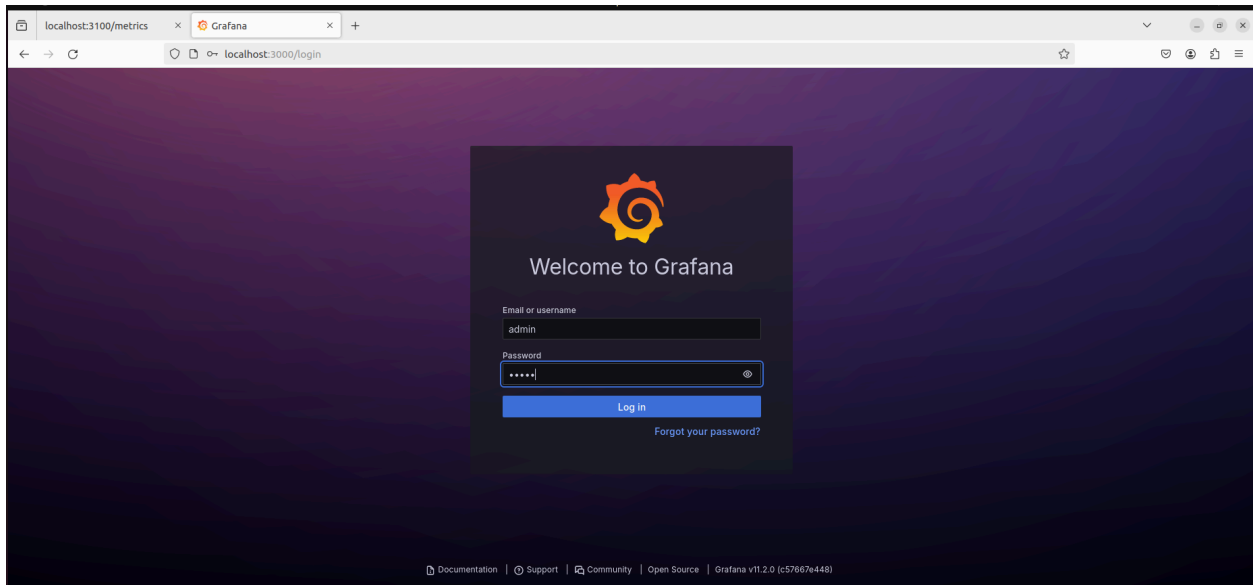 localhost:3100/metrics
Grafana
localhost:3000/login
Welcome to Grafana
Email or username
admin
Password
•••••
Log in
Forgot your password?
Documentation | Support | Community | Open Source | Grafana v11.2.0 (c57667e448)